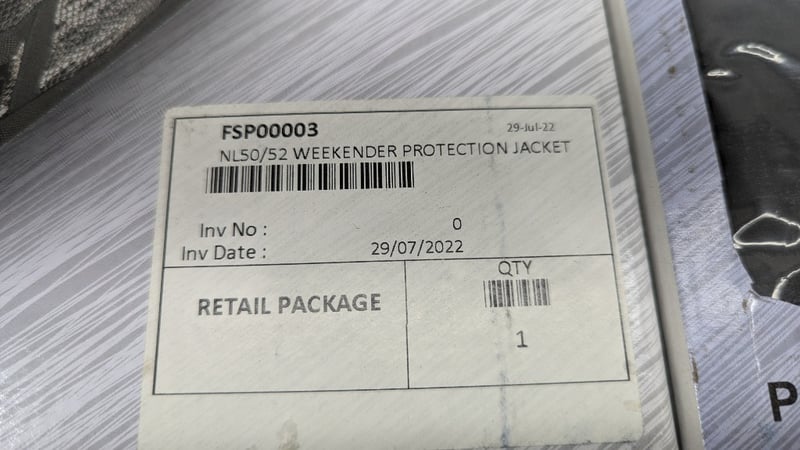 FSP00003 29-Jul-22
NL50/52 WEEKENDER PROTECTION JACKET
Inv No : 0
Inv Date : 29/07/2022
RETAIL PACKAGE
QTY
1
P